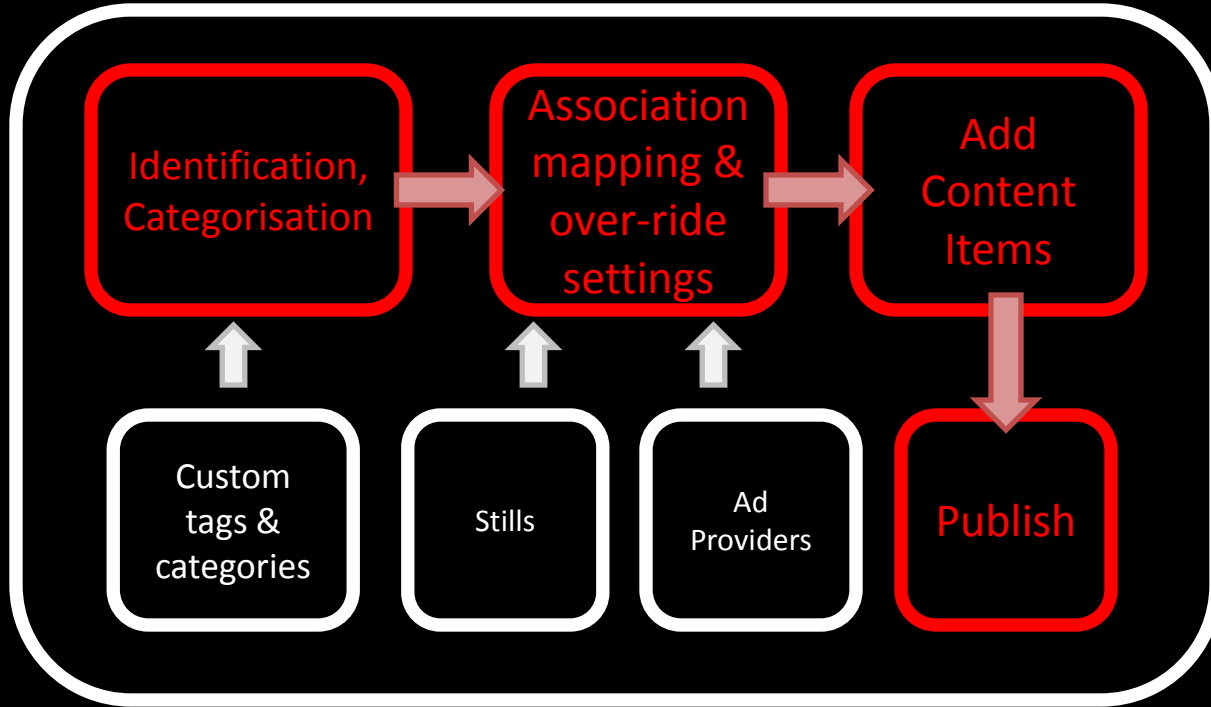 Identification,
Categorisation
Association
mapping &
over-ride
settings
Add
Content
Items
Custom
tags &
categories
Stills
Ad
Providers
Publish